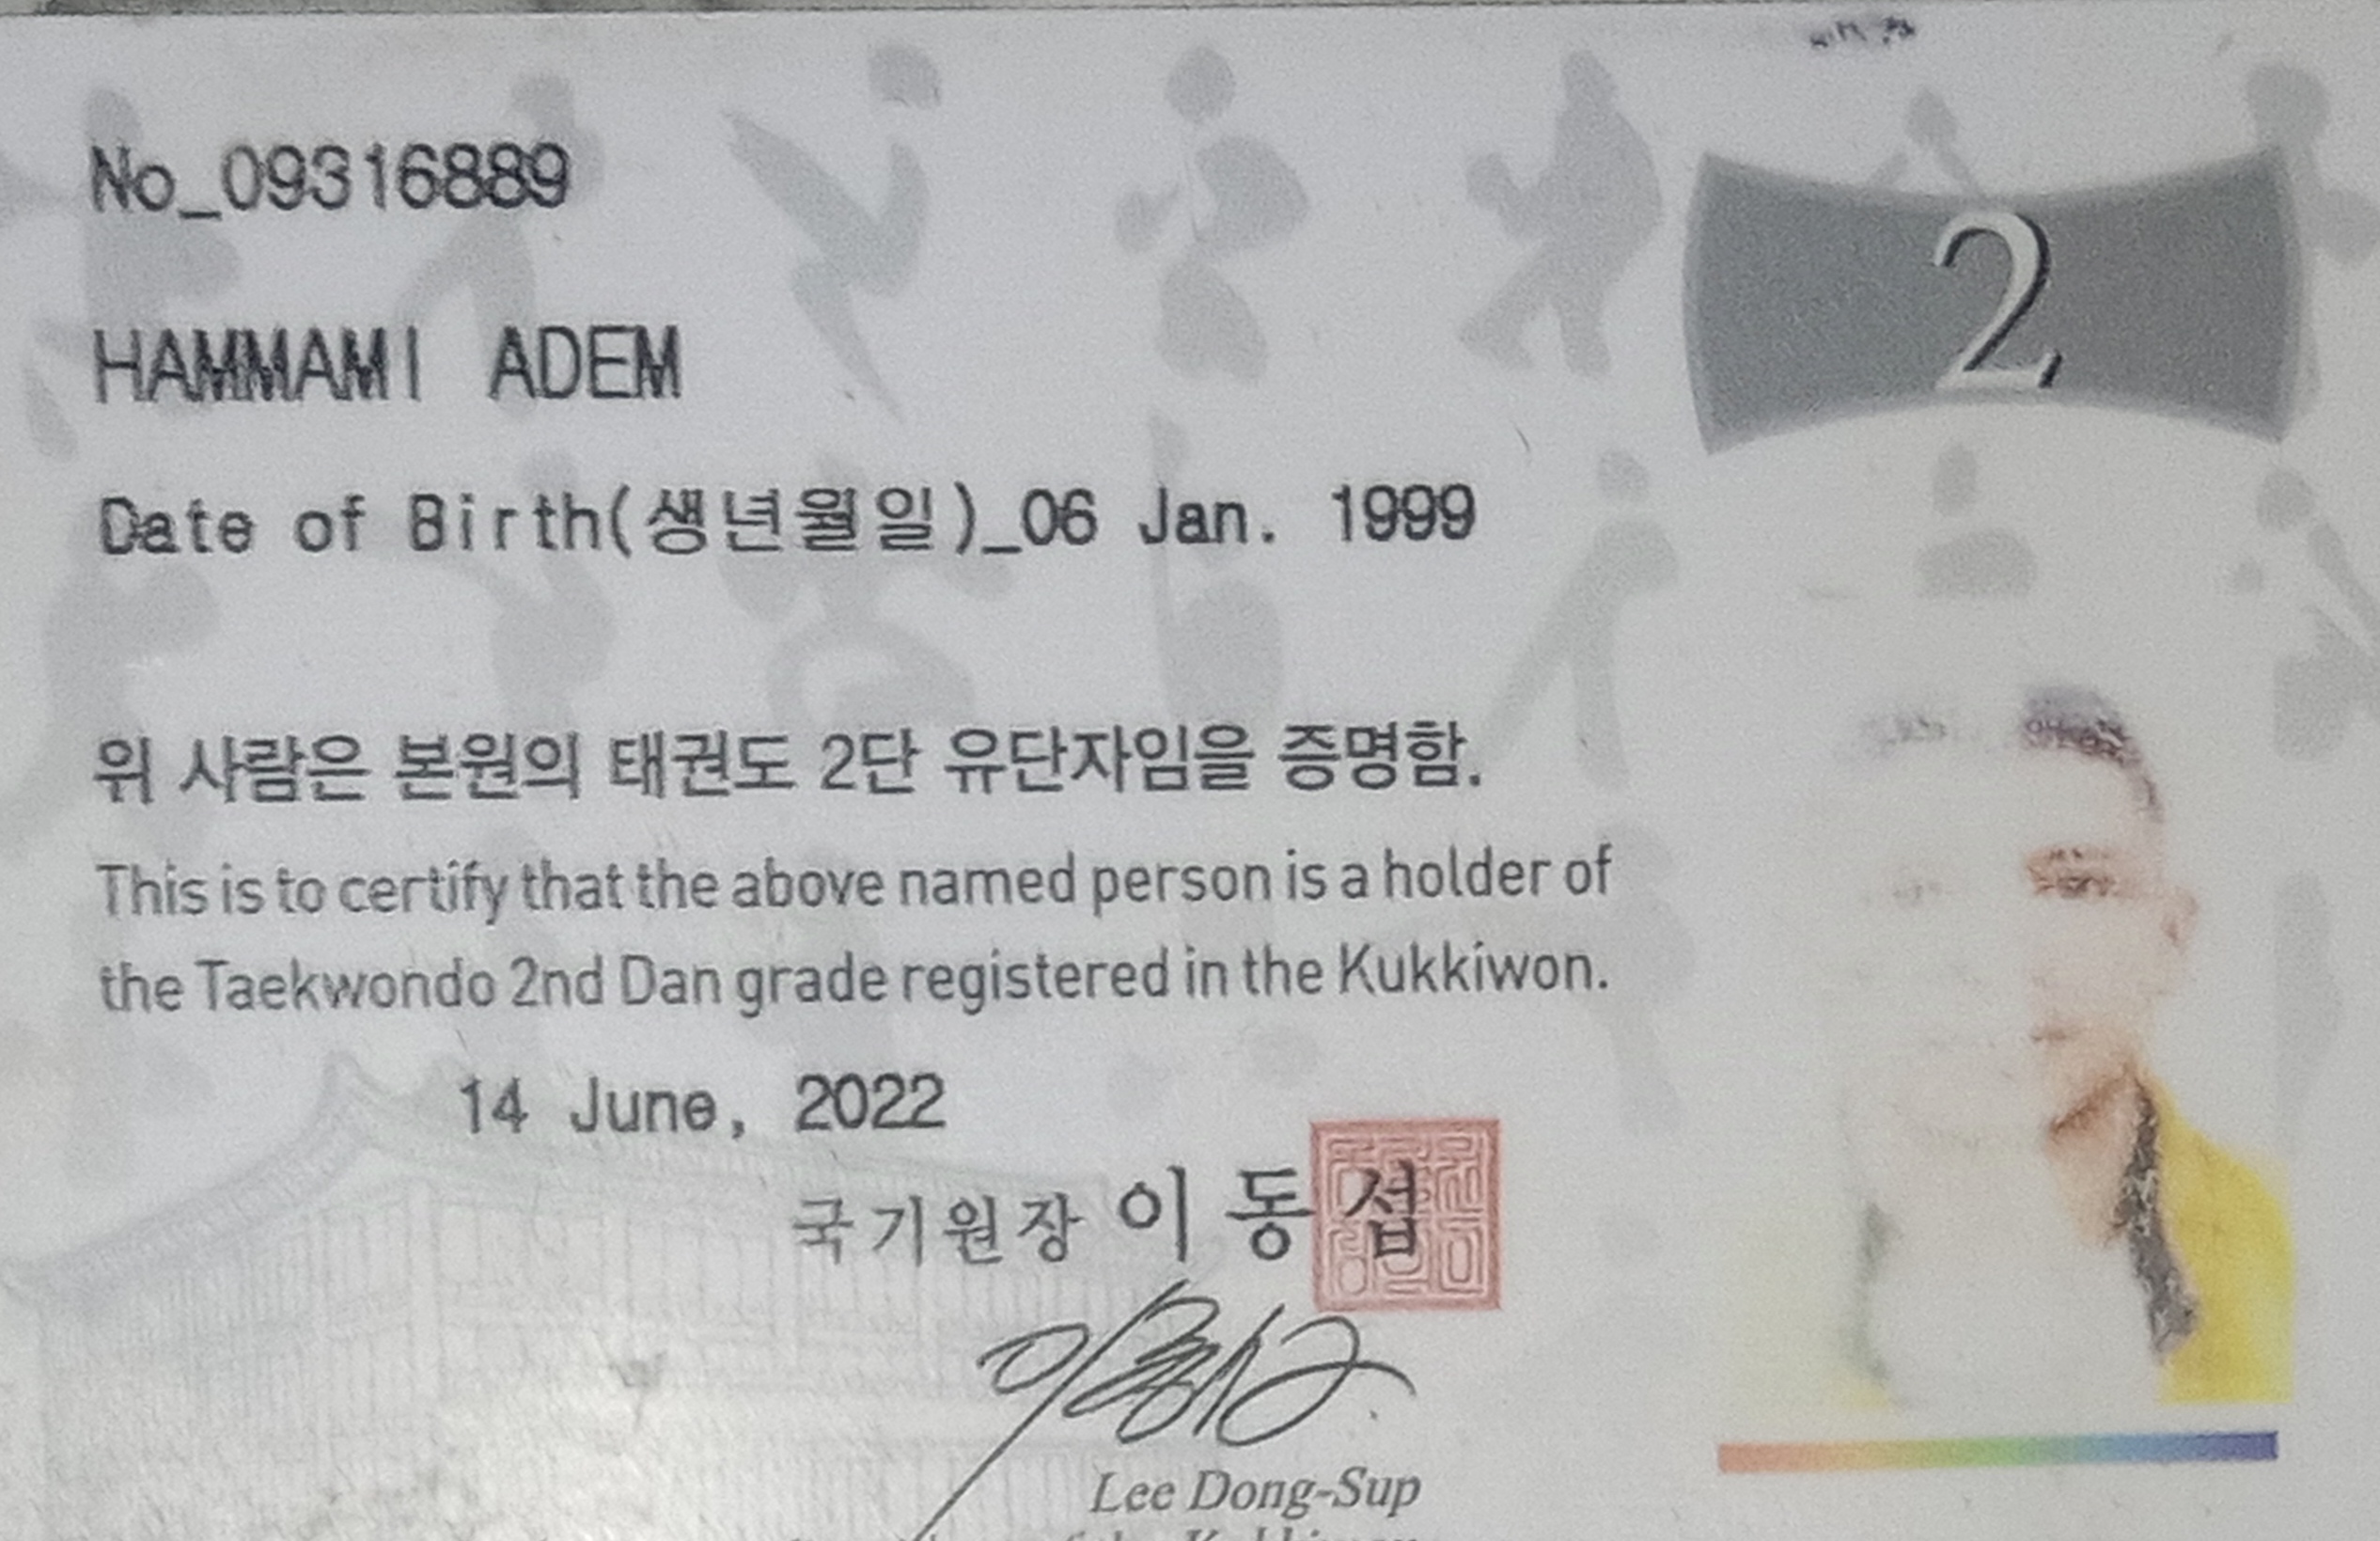 No_09316889
2
HAMMAMI ADEM
Date of Birth(생년월일)_06 Jan. 1999
위 사람은 본원의 태권도 2단 유단자임을 증명함.
This is to certify that the above named person is a holder of
the Taekwondo 2nd Dan grade registered in the Kukkiwon.
14 June, 2022
국기원장 이동섭
Lee Dong-Sup